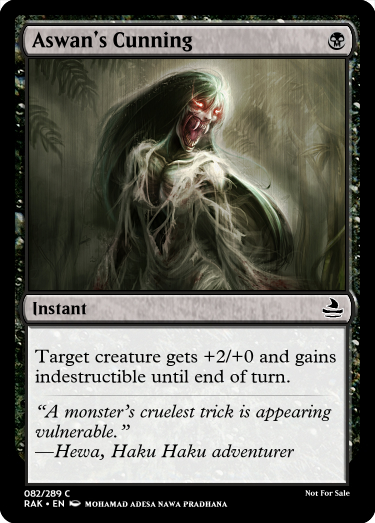 Aswan's Cunning
Instant
Target creature gets +2/+0 and gains
indestructible until end of turn.
“A monster's cruelest trick is appearing
vulnerable.”
—Hewa, Haku Haku adventurer
082/289 C
Not For Sale
RAK • EN MOHAMAD ADESA NAWA PRADHANA